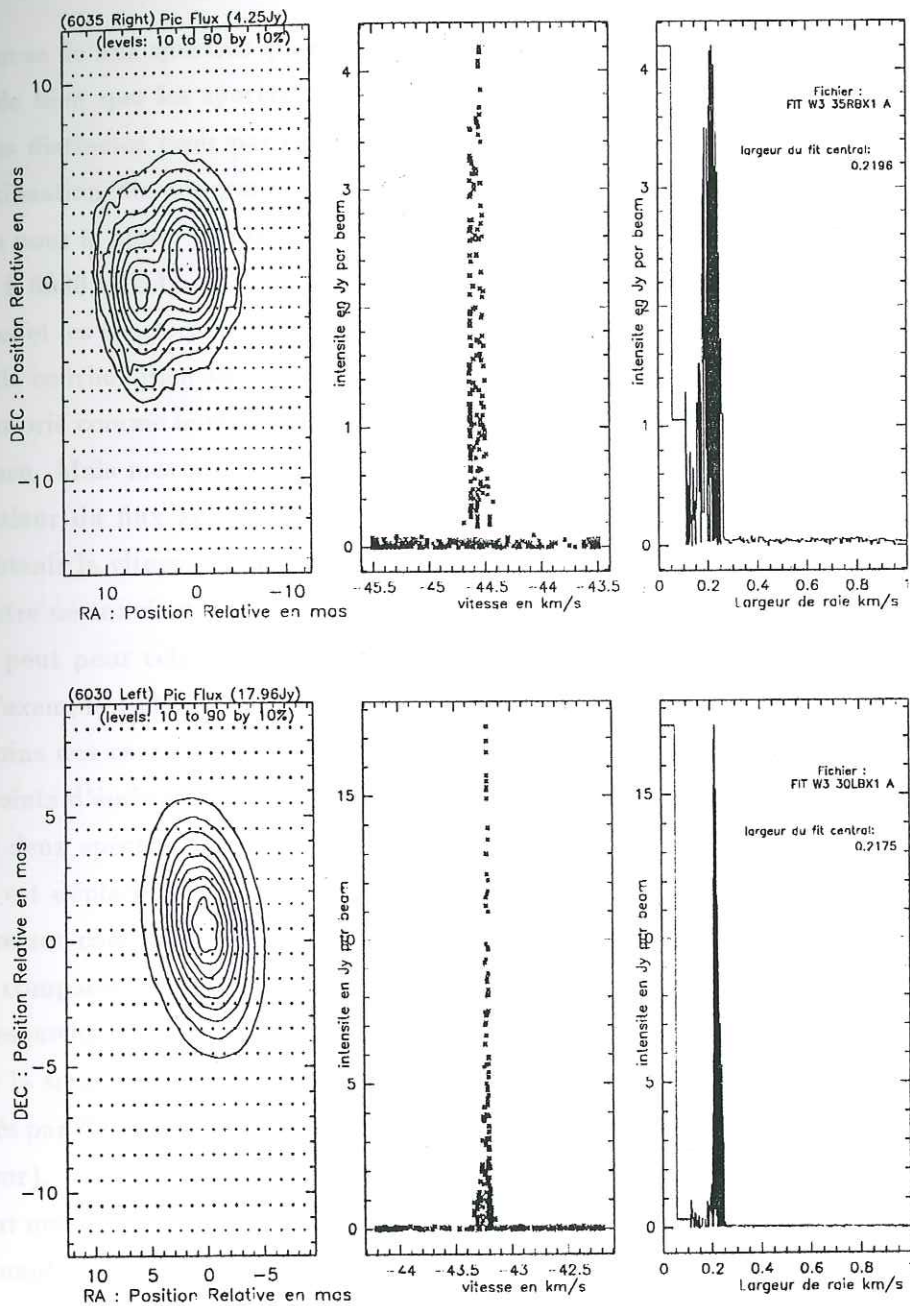 (6035 Right) Pic Flux (4.25Jy)
(levels: 10 to 90 by 10%)
DEC : Position Relative en mas
10
0
−10
10
0
−10
RA : Position Relative en mas
intensite en Jy par beam
4
3
2
1
0
−45.5
−45
−44.5
−44
−43.5
vitesse en km/s
intensite en Jy par beam
4
3
2
1
0
Fichier :
FIT W3 35RBX1 A
largeur du fit central:
0.2196
0
0.2
0.4
0.6
0.8
1
Largeur de raie km/s
(6030 Left) Pic Flux (17.96Jy)
(levels: 10 to 90 by 10%)
DEC : Position Relative en mas
5
0
−5
−10
10
5
0
−5
RA : Position Relative en mas
intensite en Jy par beam
15
10
5
0
−44
−43.5
−43
−42.5
vitesse en km/s
intensite en Jy par beam
15
10
5
0
Fichier :
FIT W3 30LBX1 A
largeur du fit central:
0.2175
0
0.2
0.4
0.6
0.8
1
Largeur de raie km/s